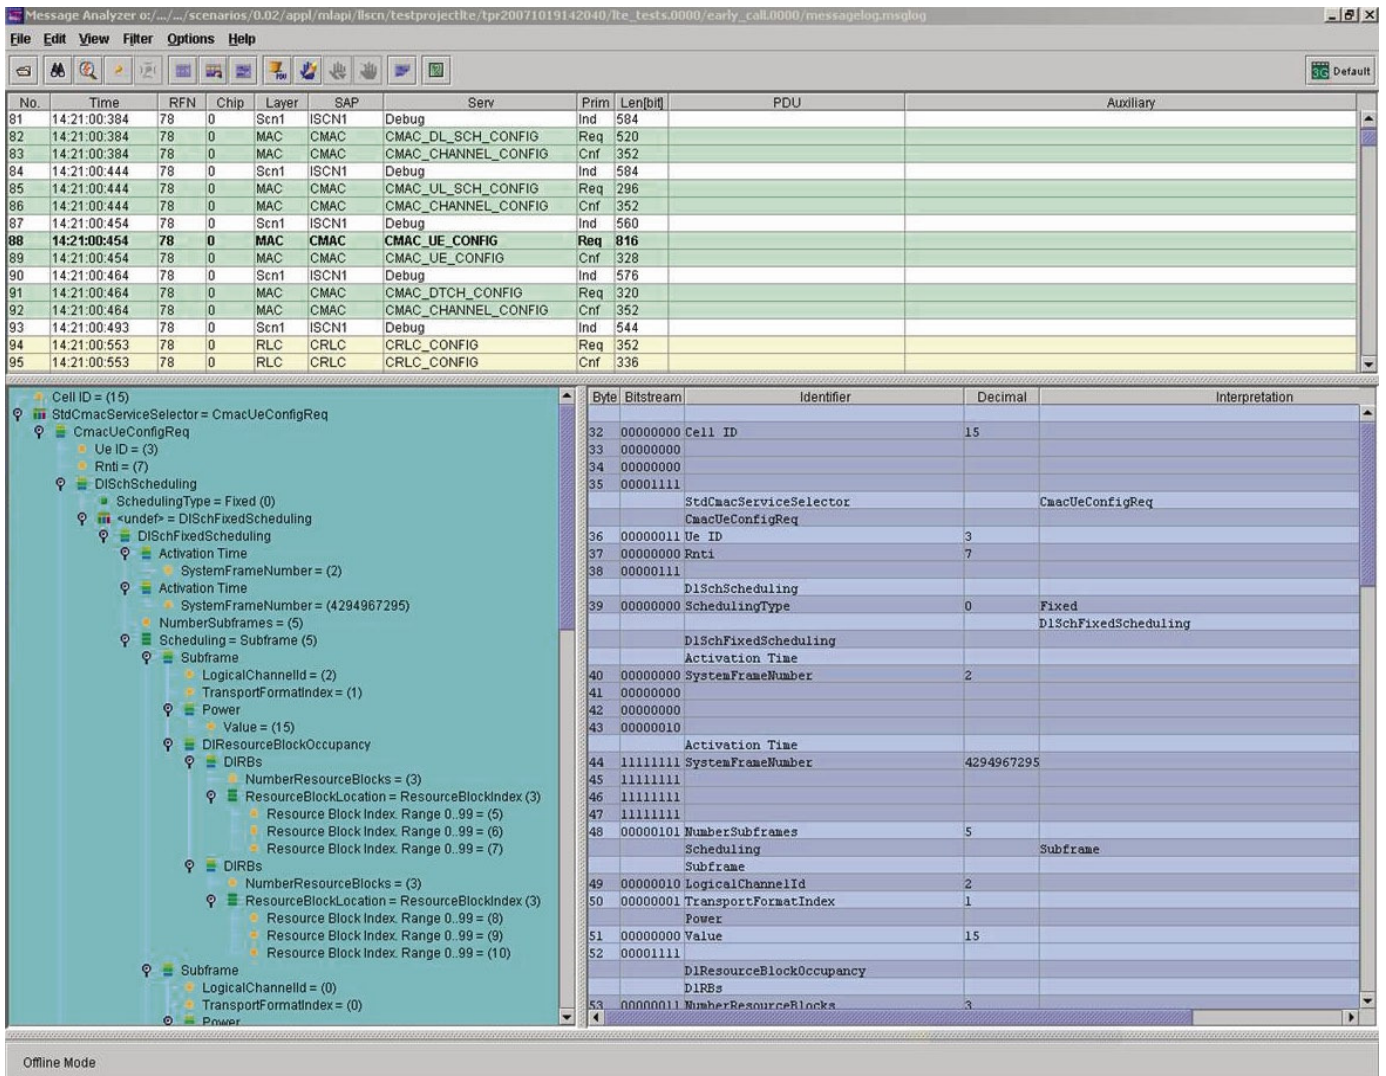 Message Analyzer o:/.../.../scenarios/0.02/appl/mlapi/llscn/testprojectlte/tpr20071019142040/lte_tests.0000/early_call.0000/messagelog.msglog
File Edit View Filter Options Help
3G Default
No. Time RFN Chip Layer SAP Serv Prim Len[bit] PDU Auxiliary
81 14:21:00:384 78 0 Scn1 ISCN1 Debug Ind 584
82 14:21:00:384 78 0 MAC CMAC CMAC_DL_SCH_CONFIG Req 520
83 14:21:00:384 78 0 MAC CMAC CMAC_CHANNEL_CONFIG Cnf 352
84 14:21:00:444 78 0 Scn1 ISCN1 Debug Ind 584
85 14:21:00:444 78 0 MAC CMAC CMAC_UL_SCH_CONFIG Req 296
86 14:21:00:444 78 0 MAC CMAC CMAC_CHANNEL_CONFIG Cnf 352
87 14:21:00:454 78 0 Scn1 ISCN1 Debug Ind 560
88 14:21:00:454 78 0 MAC CMAC CMAC_UE_CONFIG Req 816
89 14:21:00:454 78 0 MAC CMAC CMAC_UE_CONFIG Cnf 328
90 14:21:00:464 78 0 Scn1 ISCN1 Debug Ind 576
91 14:21:00:464 78 0 MAC CMAC CMAC_DTCH_CONFIG Req 320
92 14:21:00:464 78 0 MAC CMAC CMAC_CHANNEL_CONFIG Cnf 352
93 14:21:00:493 78 0 Scn1 ISCN1 Debug Ind 544
94 14:21:00:553 78 0 RLC CRLC CRLC_CONFIG Req 352
95 14:21:00:553 78 0 RLC CRLC CRLC_CONFIG Cnf 336
Cell ID = (15)
StdCmacServiceSelector = CmacUeConfigReq
CmacUeConfigReq
Ue ID = (3)
Rnti = (7)
DlSchScheduling
SchedulingType = Fixed (0)
<undef> = DlSchFixedScheduling
DlSchFixedScheduling
Activation Time
SystemFrameNumber = (2)
Activation Time
SystemFrameNumber = (4294967295)
NumberSubframes = (5)
Scheduling = Subframe (5)
Subframe
LogicalChannelId = (2)
TransportFormatIndex = (1)
Power
Value = (15)
DlResourceBlockOccupancy
DlRBs
NumberResourceBlocks = (3)
ResourceBlockLocation = ResourceBlockIndex (3)
Resource Block Index. Range 0..99 = (5)
Resource Block Index. Range 0..99 = (6)
Resource Block Index. Range 0..99 = (7)
DlRBs
NumberResourceBlocks = (3)
ResourceBlockLocation = ResourceBlockIndex (3)
Resource Block Index. Range 0..99 = (8)
Resource Block Index. Range 0..99 = (9)
Resource Block Index. Range 0..99 = (10)
Subframe
LogicalChannelId = (0)
TransportFormatIndex = (0)
Power
Byte Bitstream Identifier Decimal Interpretation
32 00000000 Cell ID 15
33 00000000
34 00000000
35 00001111
StdCmacServiceSelector CmacUeConfigReq
CmacUeConfigReq
36 00000011 Ue ID 3
37 00000000 Rnti 7
38 00000111
DlSchScheduling
39 00000000 SchedulingType 0 Fixed
DlSchFixedScheduling
DlSchFixedScheduling
Activation Time
40 00000000 SystemFrameNumber 2
41 00000000
42 00000000
43 00000010
Activation Time
44 11111111 SystemFrameNumber 4294967295
45 11111111
46 11111111
47 11111111
48 00000101 NumberSubframes 5
Scheduling Subframe
Subframe
49 00000010 LogicalChannelId 2
50 00000001 TransportFormatIndex 1
Power
51 00000000 Value 15
52 00001111
DlResourceBlockOccupancy
DlRBs
53 00000011 NumberResourceBlocks 3
Offline Mode